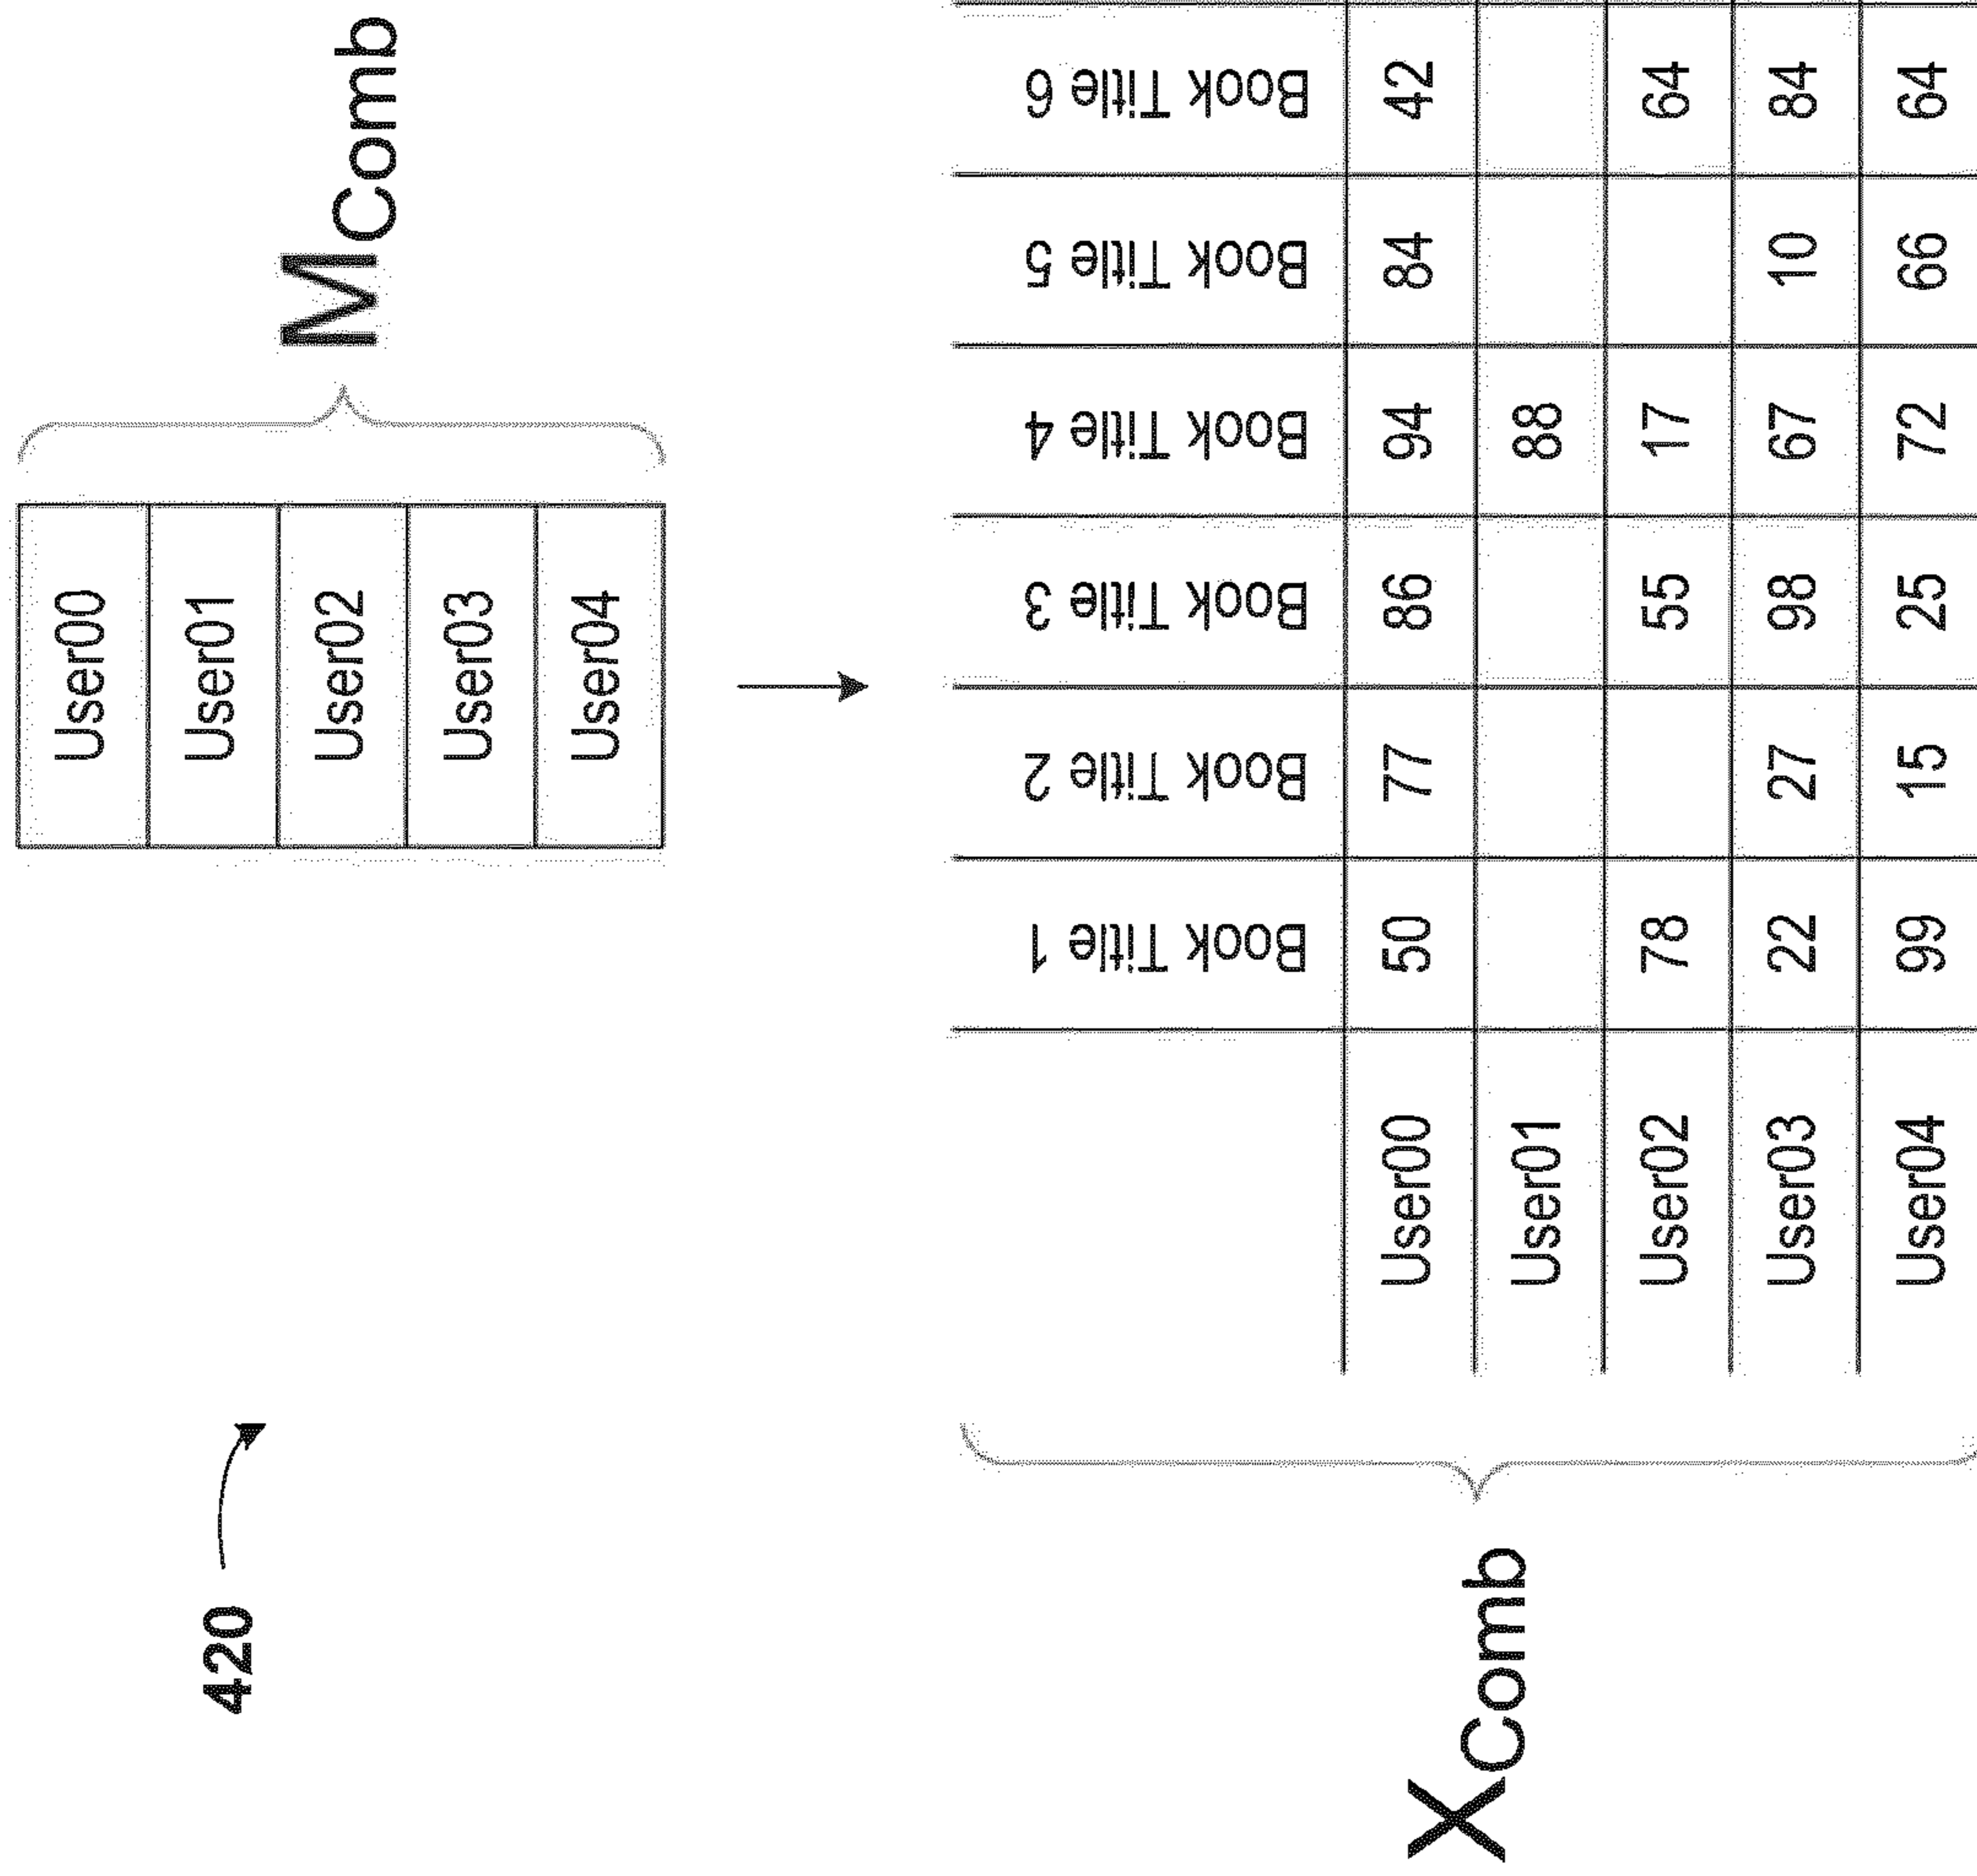 420
User00
User01
User02
User03
User04
MComb
XComb
Book Title 1 Book Title 2 Book Title 3 Book Title 4 Book Title 5 Book Title 6
User00 50 77 86 94 84 42
User01 88
User02 78 55 17 64
User03 22 27 98 67 10 84
User04 99 15 25 72 66 64